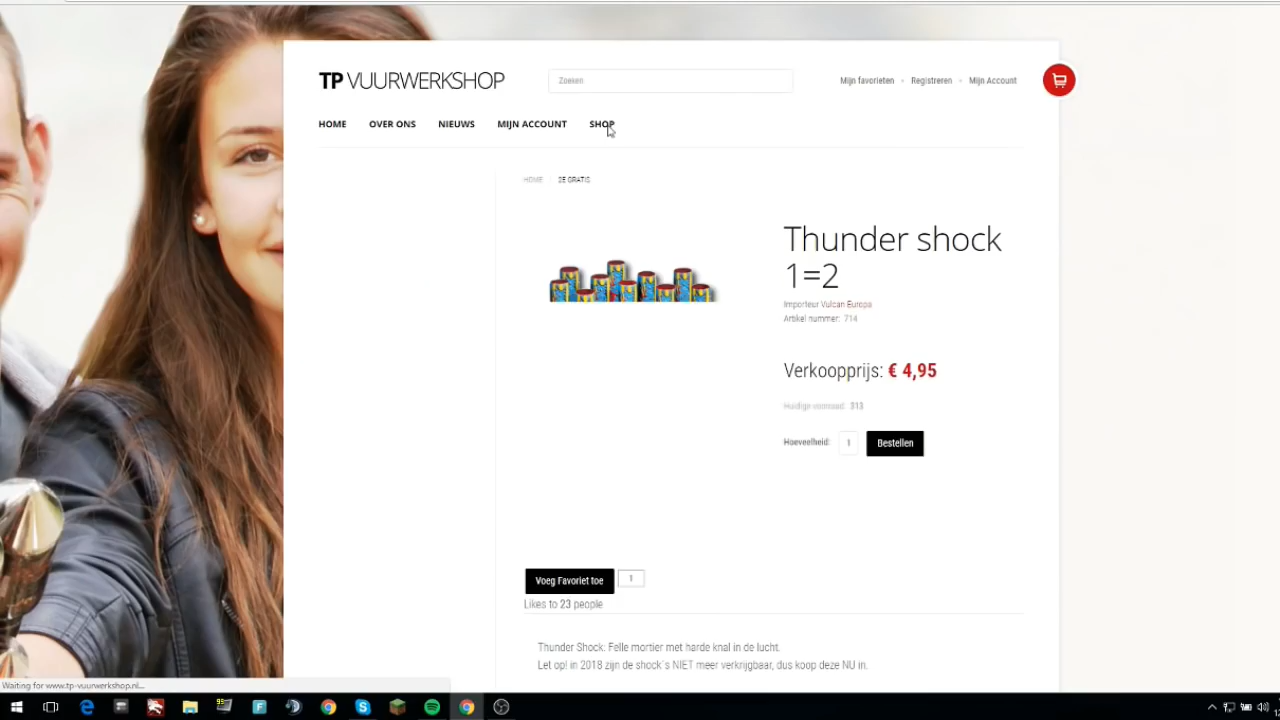 TP VUURWERKSHOP
Zoeken
Mijn favorieten • Registreren • Mijn Account
HOME OVER ONS NIEUWS MIJN ACCOUNT SHOP
HOME 2E GRATIS
Thunder shock
1=2
Importeur Vulcan Europa
Artikel nummer: 714
Verkoopprijs: € 4,95
Huidige voorraad: 313
Hoeveelheid: 1 Bestellen
Voeg Favoriet toe 1
Likes to 23 people
Thunder Shock: Felle mortier met harde knal in de lucht.
Let op! in 2018 zijn de shock`s NIET meer verkrijgbaar, dus koop deze NU in.
Waiting for www.tp-vuurwerkshop.nl...